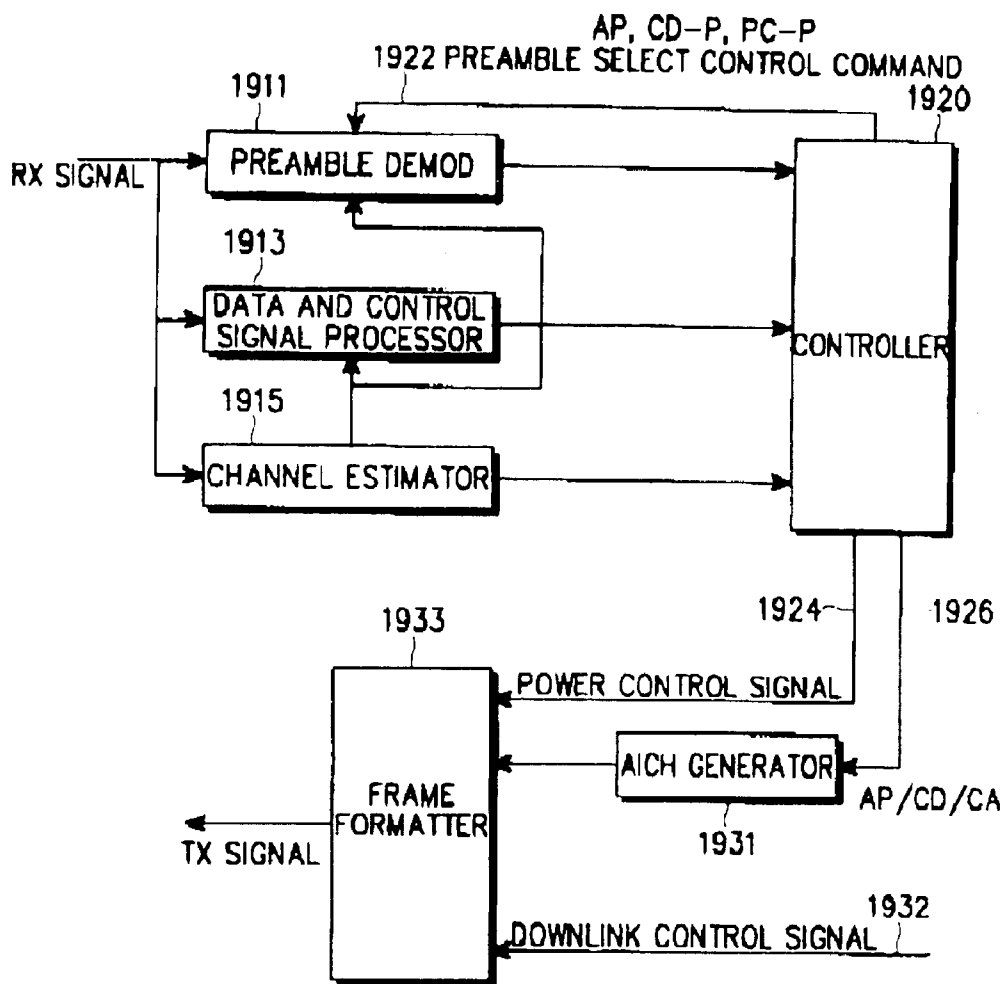 AP, CD-P, PC-P
1922 PREAMBLE SELECT CONTROL COMMAND
1911
1920
PREAMBLE DEMOD
RX SIGNAL
1913
DATA AND CONTROL
SIGNAL PROCESSOR
CONTROLLER
1915
CHANNEL ESTIMATOR
1924
1926
1933
POWER CONTROL SIGNAL
AICH GENERATOR
AP/CD/CA
FRAME
FORMATTER
1931
TX SIGNAL
1932
DOWNLINK CONTROL SIGNAL